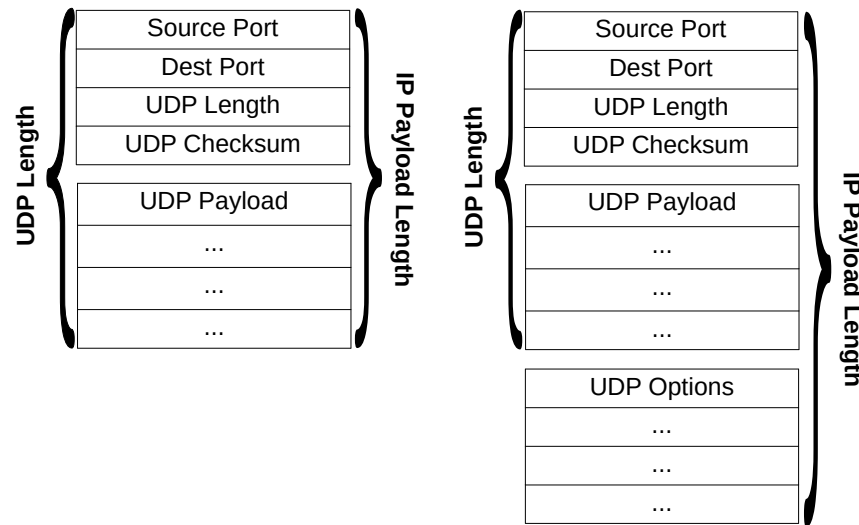 UDP Length
Source Port
Dest Port
UDP Length
UDP Checksum
UDP Payload
...
...
...
IP Payload Length
UDP Length
Source Port
Dest Port
UDP Length
UDP Checksum
UDP Payload
...
...
...
UDP Options
...
...
...
IP Payload Length